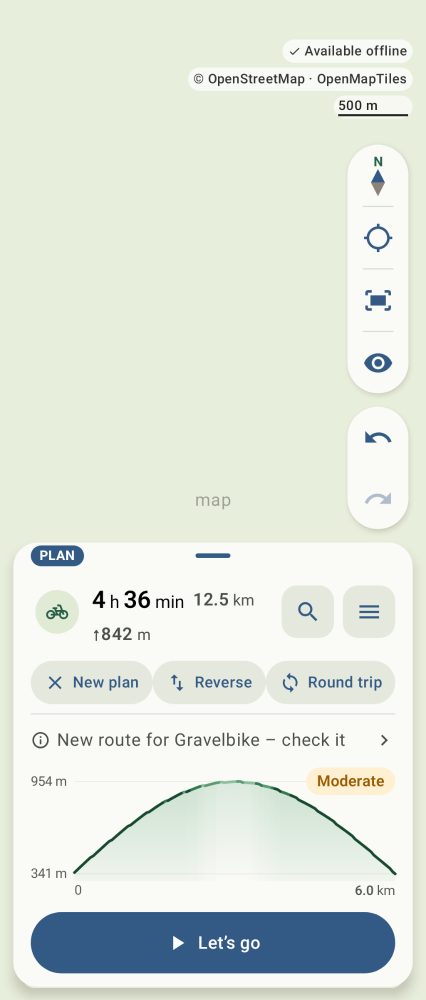 Available offline
© OpenStreetMap · OpenMapTiles
500 m
N
map
PLAN
4 h 36 min 12.5 km
↑842 m
New plan Reverse Round trip
New route for Gravelbike – check it
Moderate
954 m
341 m
0 6.0 km
Let's go